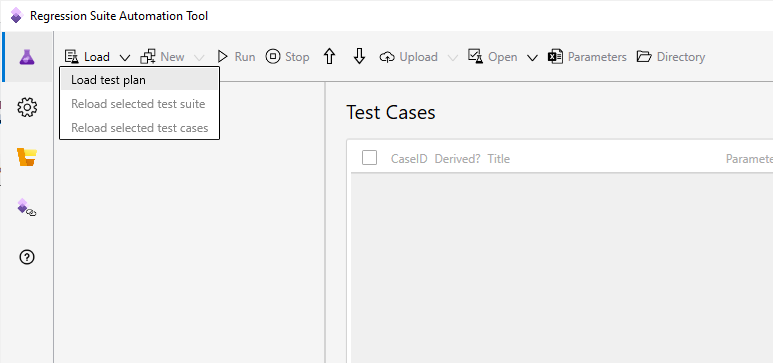 Regression Suite Automation Tool
Load New Run Stop Upload Open Parameters Directory
Load test plan
Reload selected test suite
Reload selected test cases
Test Cases
CaseID Derived? Title Paramete